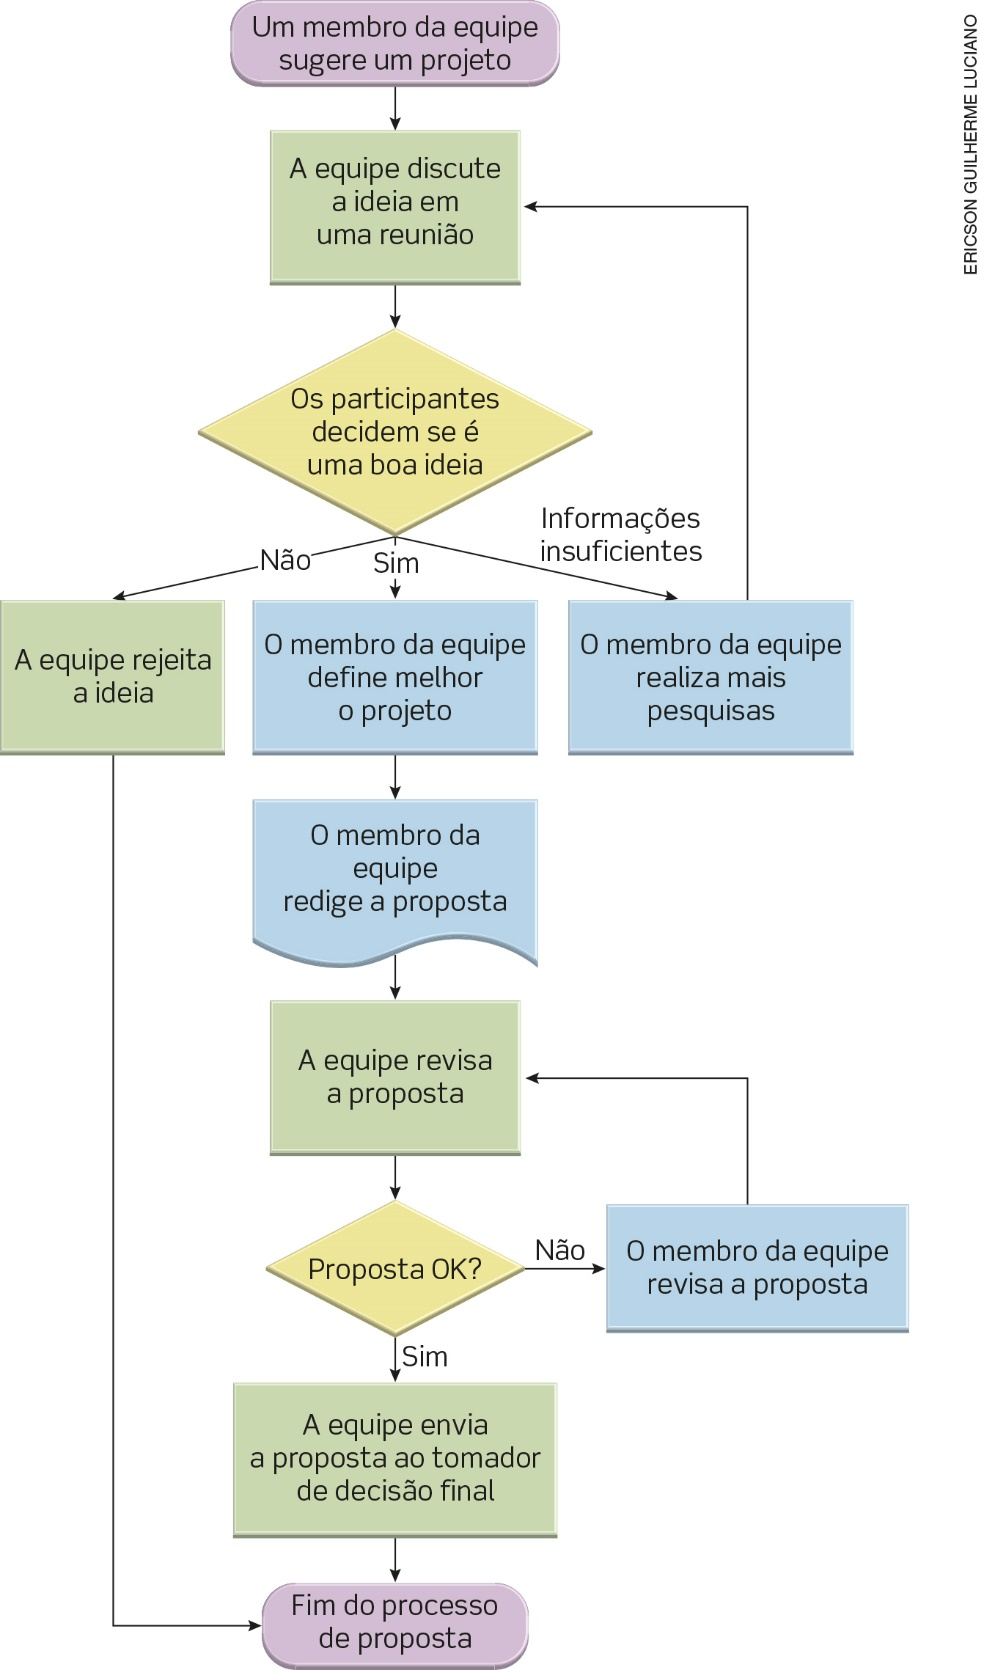 Um membro da equipe
sugere um projeto
ERICSON GUILHERME LUCIANO
A equipe discute
a ideia em
uma reunião
Os participantes
decidem se é
uma boa ideia
Não
Sim
Informações
insuficientes
A equipe rejeita
a ideia
O membro da equipe
define melhor
o projeto
O membro da equipe
realiza mais
pesquisas
O membro da
equipe
redige a proposta
A equipe revisa
a proposta
Proposta OK?
Não
O membro da equipe
revisa a proposta
Sim
A equipe envia
a proposta ao tomador
de decisão final
Fim do processo
de proposta